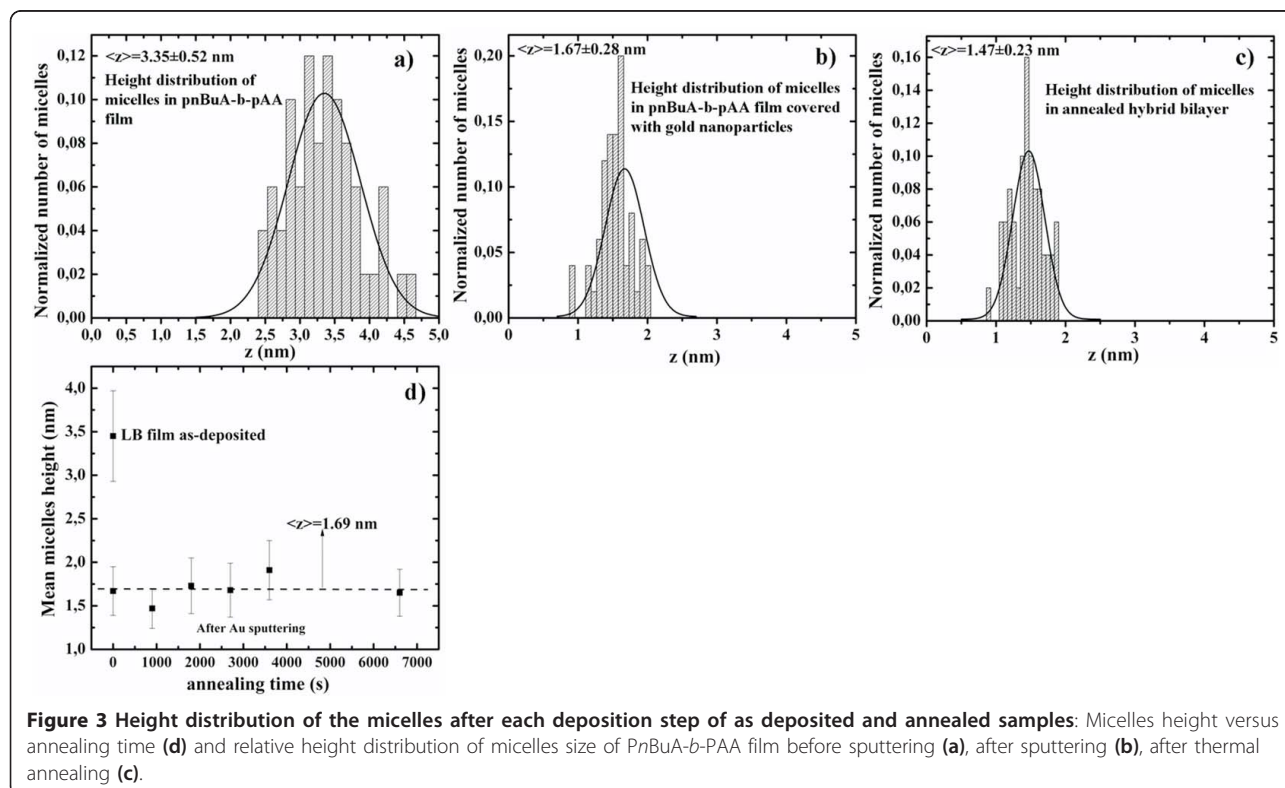 <z>=3.35±0.52 nm
a)
Height distribution of
micelles in pnBuA-b-pAA
film
Normalized number of micelles
0,12
0,10
0,08
0,06
0,04
0,02
0,00
0,0 0,5 1,0 1,5 2,0 2,5 3,0 3,5 4,0 4,5 5,0
z (nm)
<z>=1.67±0.28 nm
b)
Height distribution of micelles
in pnBuA-b-pAA film covered
with gold nanoparticles
Normalized number of micelles
0,20
0,15
0,10
0,05
0,00
0 1 2 3 4 5
z (nm)
<z>=1.47±0.23 nm
c)
Height distribution of micelles
in annealed hybrid bilayer
Normalized number of micelles
0,16
0,14
0,12
0,10
0,08
0,06
0,04
0,02
0,00
0 1 2 3 4 5
z (nm)
d)
Mean micelles height (nm)
4,0
3,5
3,0
2,5
2,0
1,5
1,0
LB film as-deposited
<z>=1.69 nm
After Au sputtering
0 1000 2000 3000 4000 5000 6000 7000
annealing time (s)
Figure 3 Height distribution of the micelles after each deposition step of as deposited and annealed samples: Micelles height versus
annealing time (d) and relative height distribution of micelles size of PnBuA-b-PAA film before sputtering (a), after sputtering (b), after thermal
annealing (c).